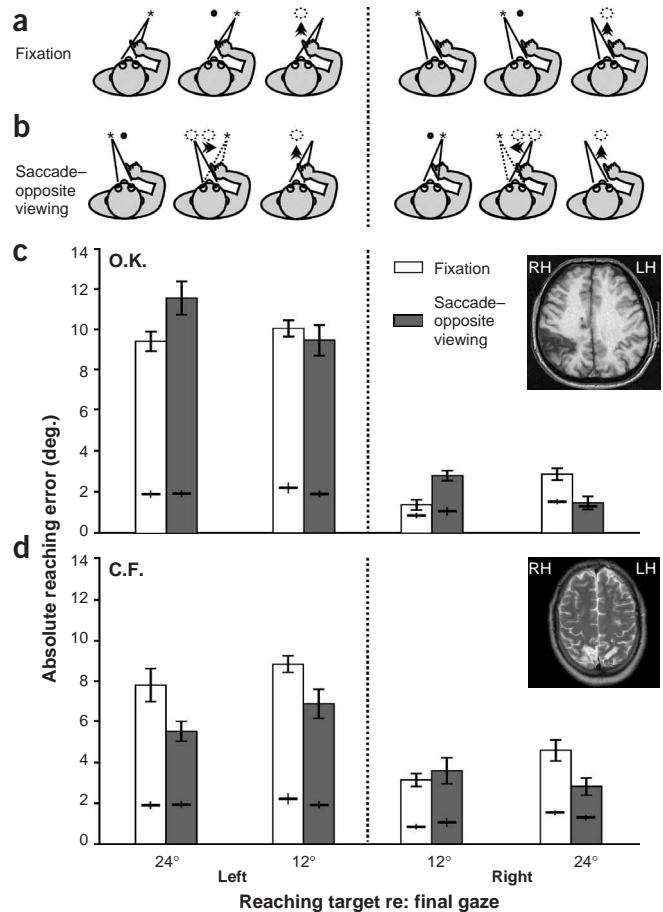 a
Fixation
b
Saccade–
opposite
viewing
c
O.K.
14
12
10
8
6
4
2
0
Fixation
Saccade–
opposite
viewing
RH LH
Absolute reaching error (deg.)
d
C.F.
14
12
10
8
6
4
2
0
RH LH
24° 12° 12° 24°
Left Right
Reaching target re: final gaze